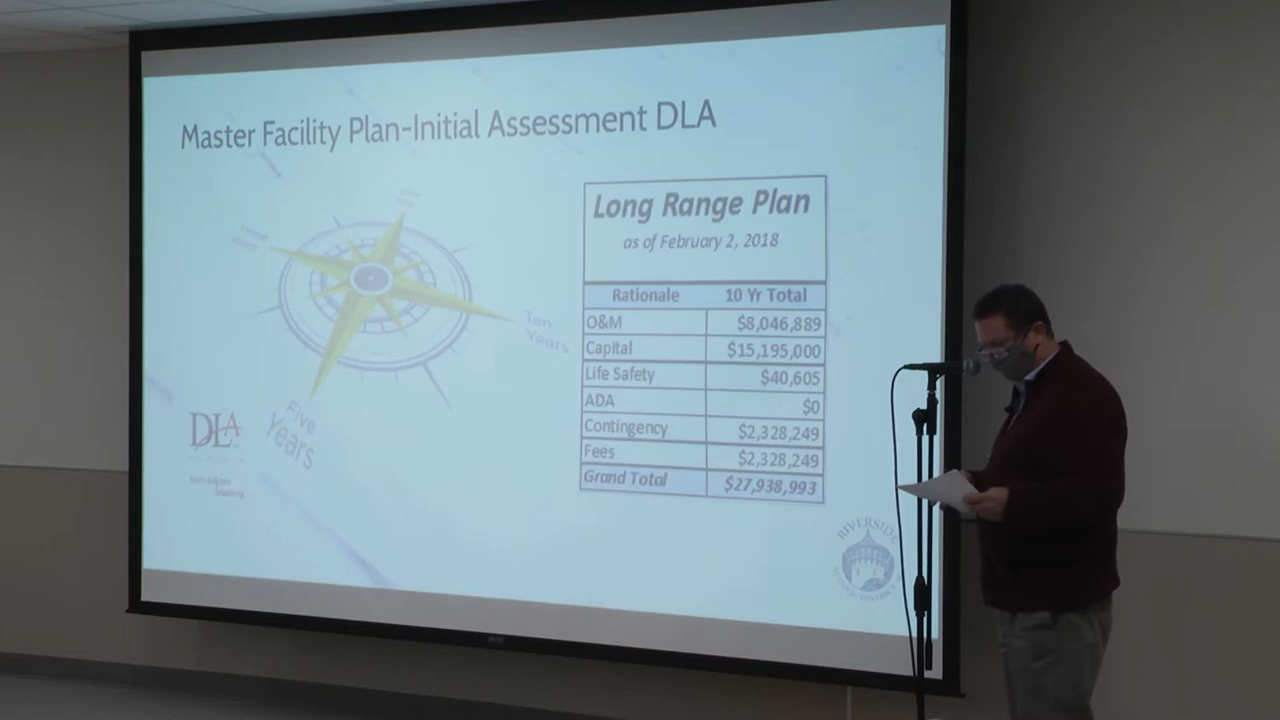 Master Facility Plan-Initial Assessment DLA
Long Range Plan
as of February 2, 2018
Rationale 10 Yr Total
O&M $8,046,889
Capital $15,195,000
Life Safety $40,605
ADA $0
Contingency $2,328,249
Fees $2,328,249
Grand Total $27,938,993
Ten
Years
Five
Years
DLA
RIVERSIDE
DISTRICT